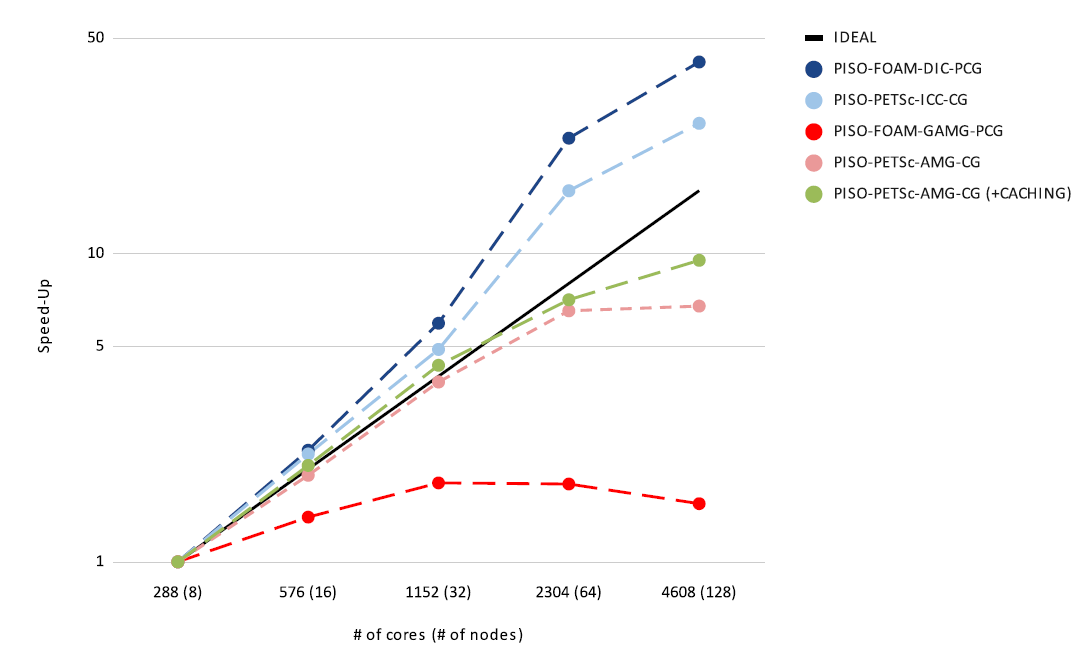 50
10
5
1
Speed-Up
288 (8)
576 (16)
1152 (32)
2304 (64)
4608 (128)
# of cores (# of nodes)
IDEAL
PISO-FOAM-DIC-PCG
PISO-PETSc-ICC-CG
PISO-FOAM-GAMG-PCG
PISO-PETSc-AMG-CG
PISO-PETSc-AMG-CG (+CACHING)